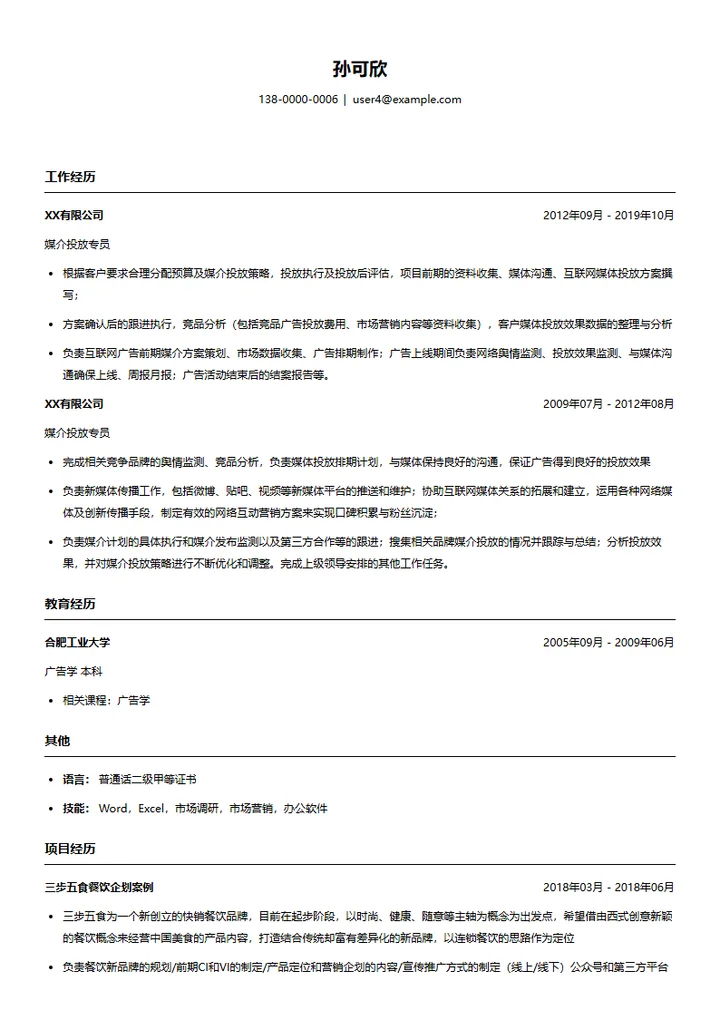 孙可欣
138-0000-0006 | user4@example.com
工作经历
XX有限公司 2012年09月 - 2019年10月
媒介投放专员
• 根据客户要求合理分配预算及媒介投放策略，投放执行及投放后评估，项目前期的资料收集、媒体沟通、互联网媒体投放方案撰
写；
• 方案确认后的跟进执行，竞品分析（包括竞品广告投放费用、市场营销内容等资料收集），客户媒体投放效果数据的整理与分析
• 负责互联网广告前期媒介方案策划、市场数据收集、广告排期制作；广告上线期间负责网络舆情监测、投放效果监测、与媒体沟
通确保上线、周报月报；广告活动结束后的结案报告等。
XX有限公司 2009年07月 - 2012年08月
媒介投放专员
• 完成相关竞争品牌的舆情监测、竞品分析，负责媒体投放排期计划，与媒体保持良好的沟通，保证广告得到良好的投放效果
• 负责新媒体传播工作，包括微博、贴吧、视频等新媒体平台的推送和维护；协助互联网媒体关系的拓展和建立，运用各种网络媒
体及创新传播手段，制定有效的网络互动营销方案来实现口碑积累与粉丝沉淀；
• 负责媒介计划的具体执行和媒介发布监测以及第三方合作等的跟进；搜集相关品牌媒介投放的情况并跟踪与总结；分析投放效
果，并对媒介投放策略进行不断优化和调整。完成上级领导安排的其他工作任务。
教育经历
合肥工业大学 2005年09月 - 2009年06月
广告学 本科
• 相关课程：广告学
其他
• 语言： 普通话二级甲等证书
• 技能： Word，Excel，市场调研，市场营销，办公软件
项目经历
三步五食餐饮企划案例 2018年03月 - 2018年06月
• 三步五食为一个新创立的快销餐饮品牌，目前在起步阶段，以时尚、健康、随意等主轴为概念为出发点，希望借由西式创意新颖
的餐饮概念来经营中国美食的产品内容，打造结合传统却富有差异化的新品牌，以连锁餐饮的思路作为定位
• 负责餐饮新品牌的规划/前期CI和VI的制定/产品定位和营销企划的内容/宣传推广方式的制定（线上/线下）公众号和第三方平台